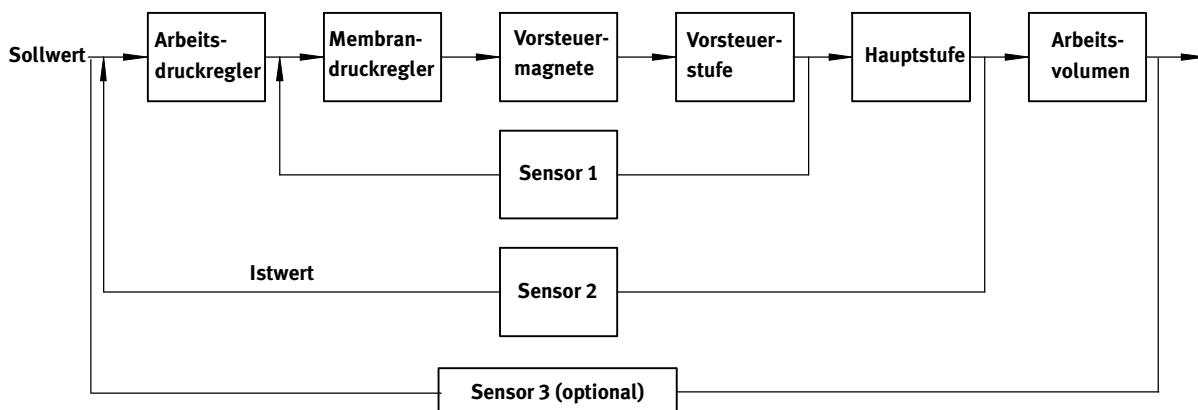 Sollwert
Arbeits-
druckregler
Membran-
druckregler
Vorsteuer-
magnete
Vorsteuer-
stufe
Hauptstufe
Arbeits-
volumen
Sensor 1
Istwert
Sensor 2
Sensor 3 (optional)